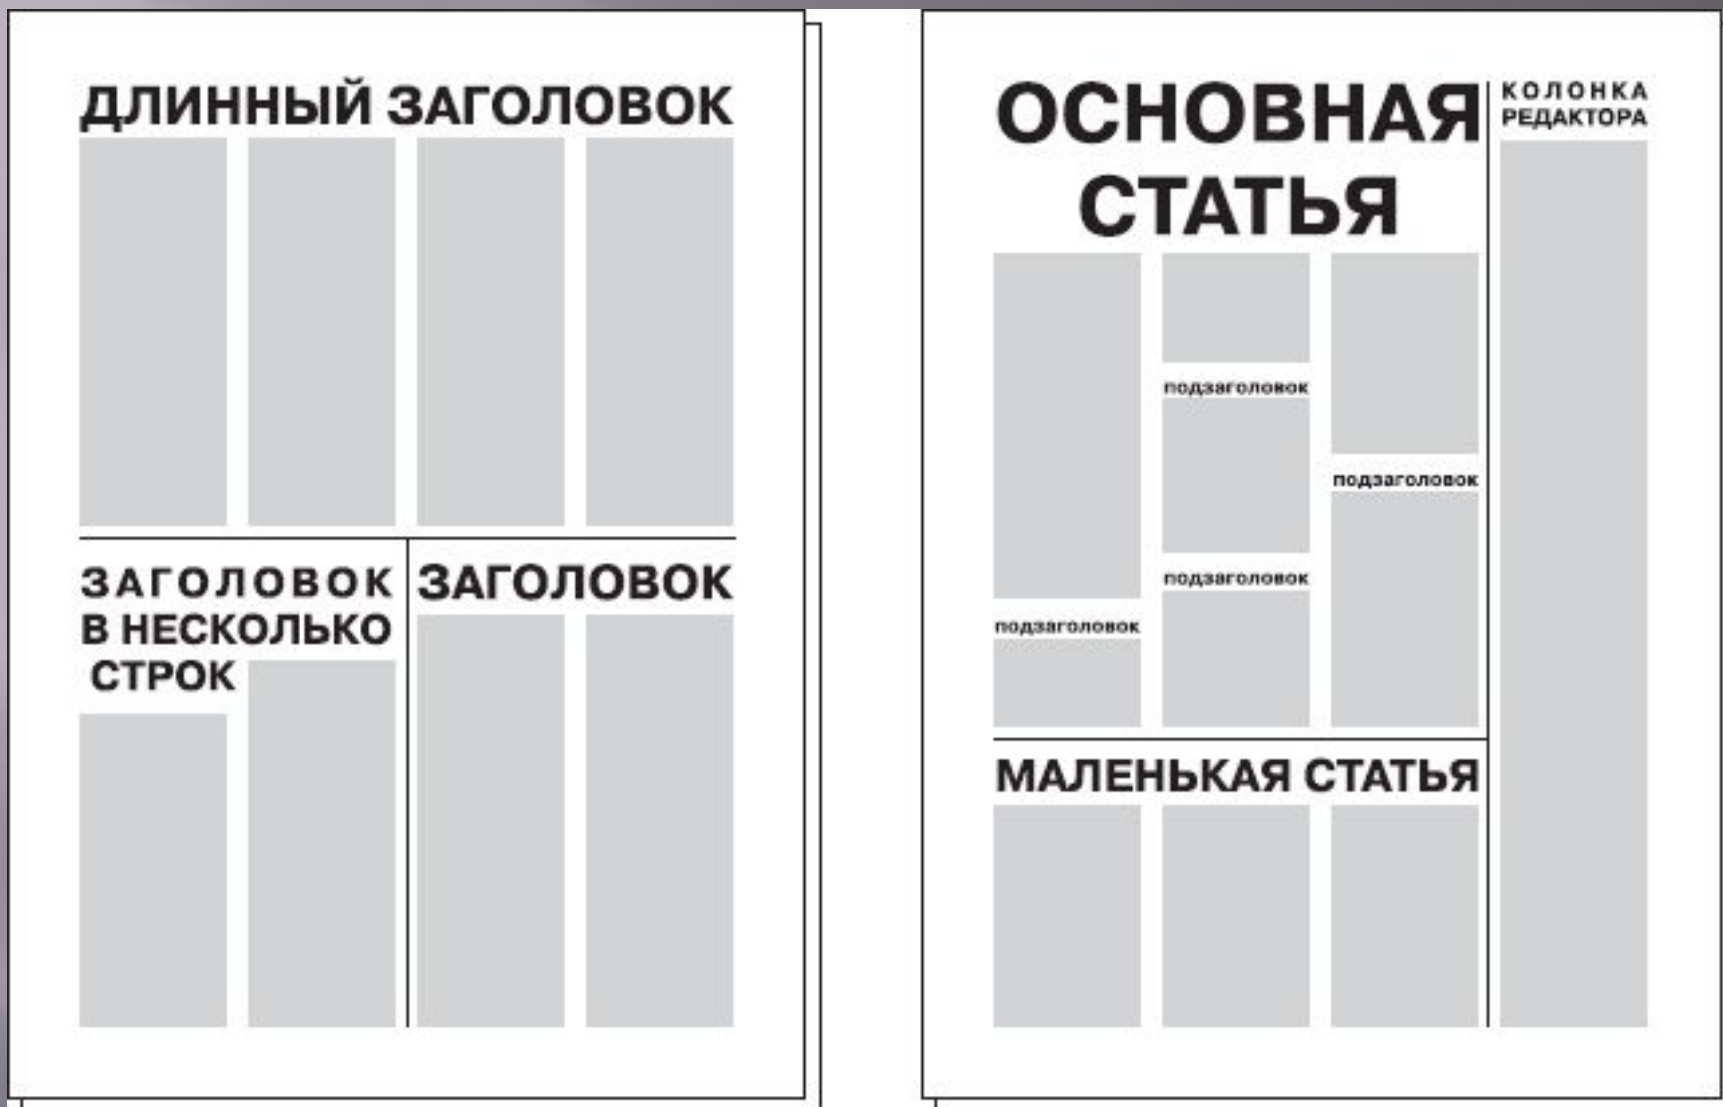 ДЛИННЫЙ ЗАГОЛОВОК
ЗАГОЛОВОК
В НЕСКОЛЬКО
СТРОК
ЗАГОЛОВОК
ОСНОВНАЯ
СТАТЬЯ
подзаголовок
подзаголовок
подзаголовок
подзаголовок
МАЛЕНЬКАЯ СТАТЬЯ
КОЛОНКА
РЕДАКТОРА